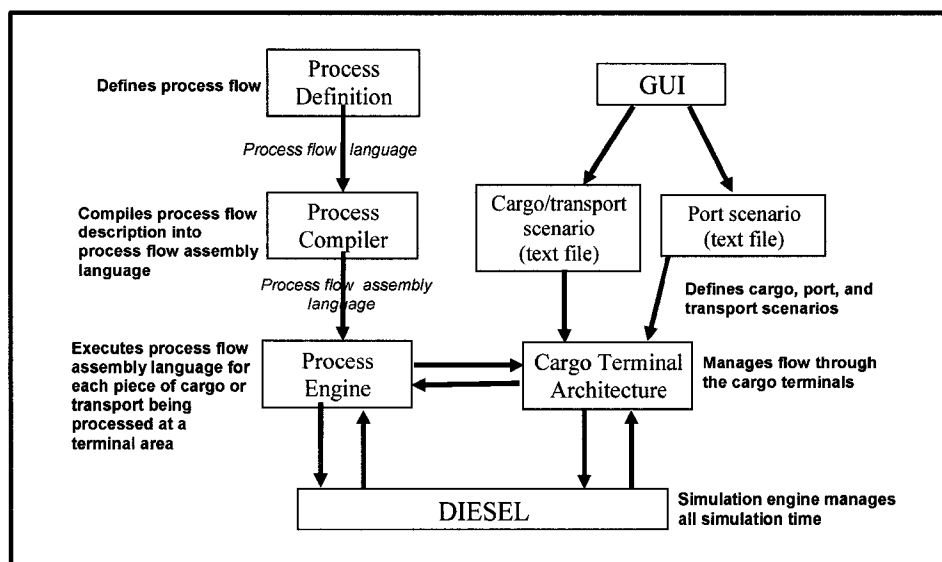 Defines process flow
Process
Definition
GUI
Process flow language
Compiles process flow
description into
process flow assembly
language
Process
Compiler
Cargo/transport
scenario
(text file)
Port scenario
(text file)
Process flow assembly
language
Defines cargo, port, and
transport scenarios
Executes process flow
assembly language for
each piece of cargo or
transport being
processed at a
terminal area
Process
Engine
Cargo Terminal
Architecture
Manages flow through
the cargo terminals
DIESEL
Simulation engine manages
all simulation time